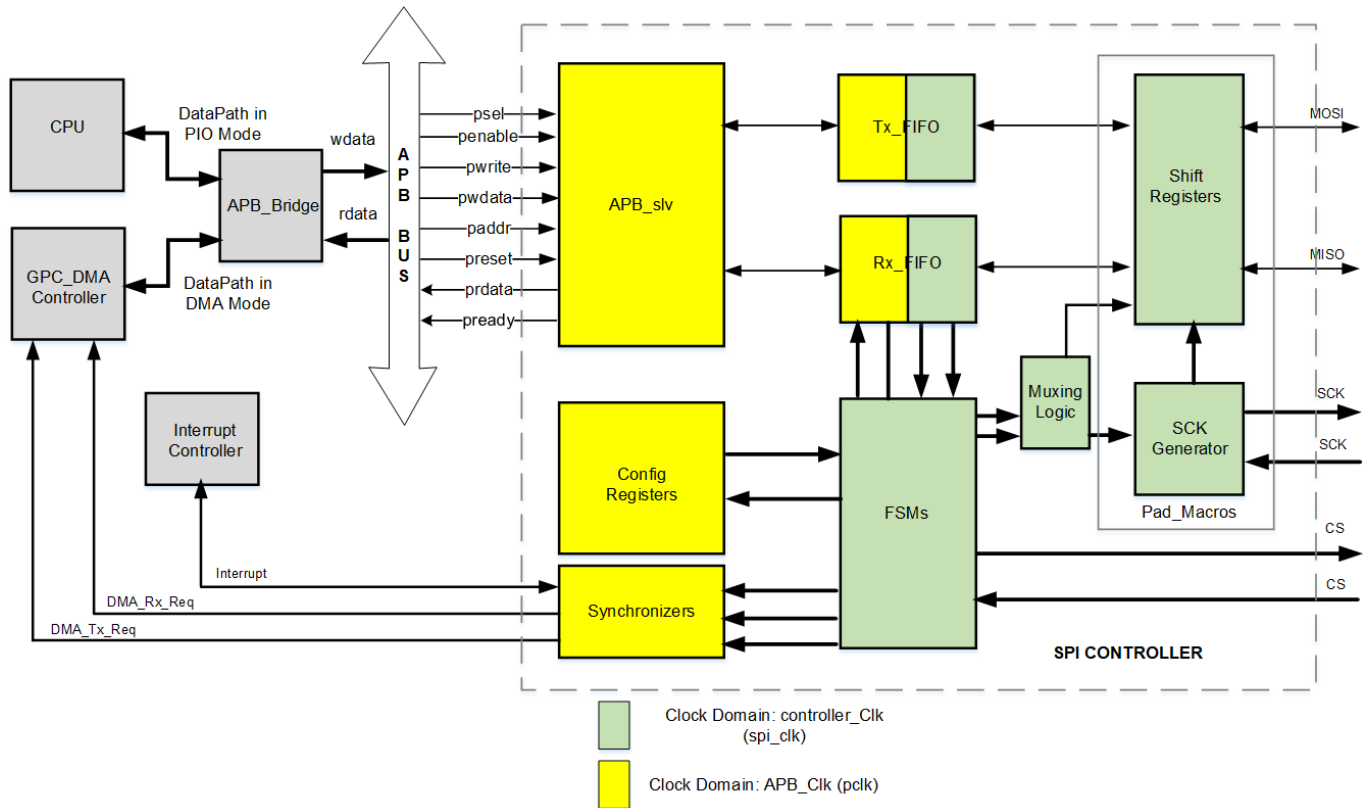 CPU
DataPath in
PIO Mode
APB_Bridge
wdata
rdata
GPC_DMA
Controller
DataPath in
DMA Mode
Interrupt
Controller
A
P
B
B
U
S
psel
penable
pwrite
pwdata
paddr
preset
prdata
pready
APB_slv
Tx_FIFO
Rx_FIFO
Shift
Registers
MOSI
MISO
Muxing
Logic
SCK
Generator
SCK
SCK
Pad_Macros
Config
Registers
FSMs
CS
CS
Synchronizers
Interrupt
DMA_Rx_Req
DMA_Tx_Req
SPI CONTROLLER
Clock Domain: controller_Clk
(spi_clk)
Clock Domain: APB_Clk (pclk)